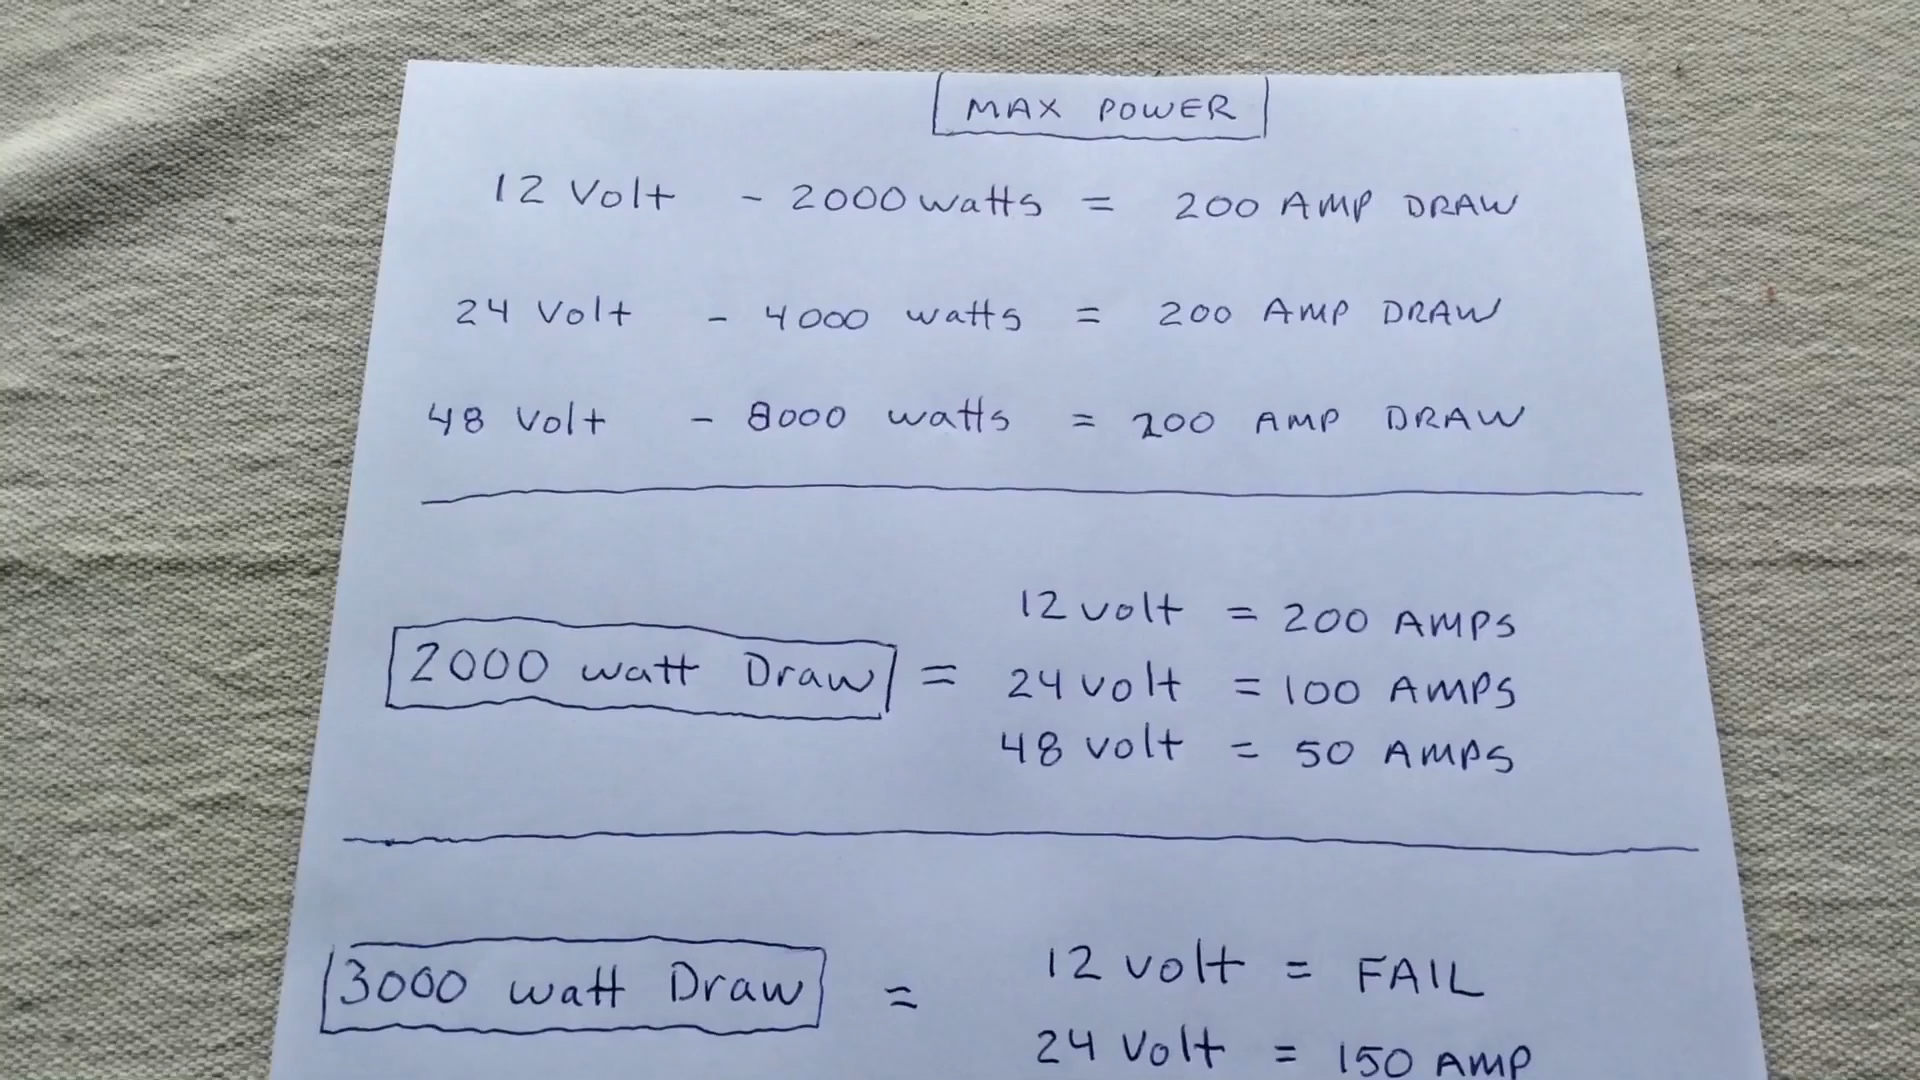 MAX POWER
12 Volt - 2000 watts = 200 AMP DRAW
24 Volt - 4000 watts = 200 AMP DRAW
48 Volt - 8000 watts = 200 AMP DRAW
12 volt = 200 AMPS
2000 watt Draw = 24 volt = 100 AMPS
48 volt = 50 AMPS
3000 watt Draw = 12 volt = FAIL
24 Volt = 150 AMP